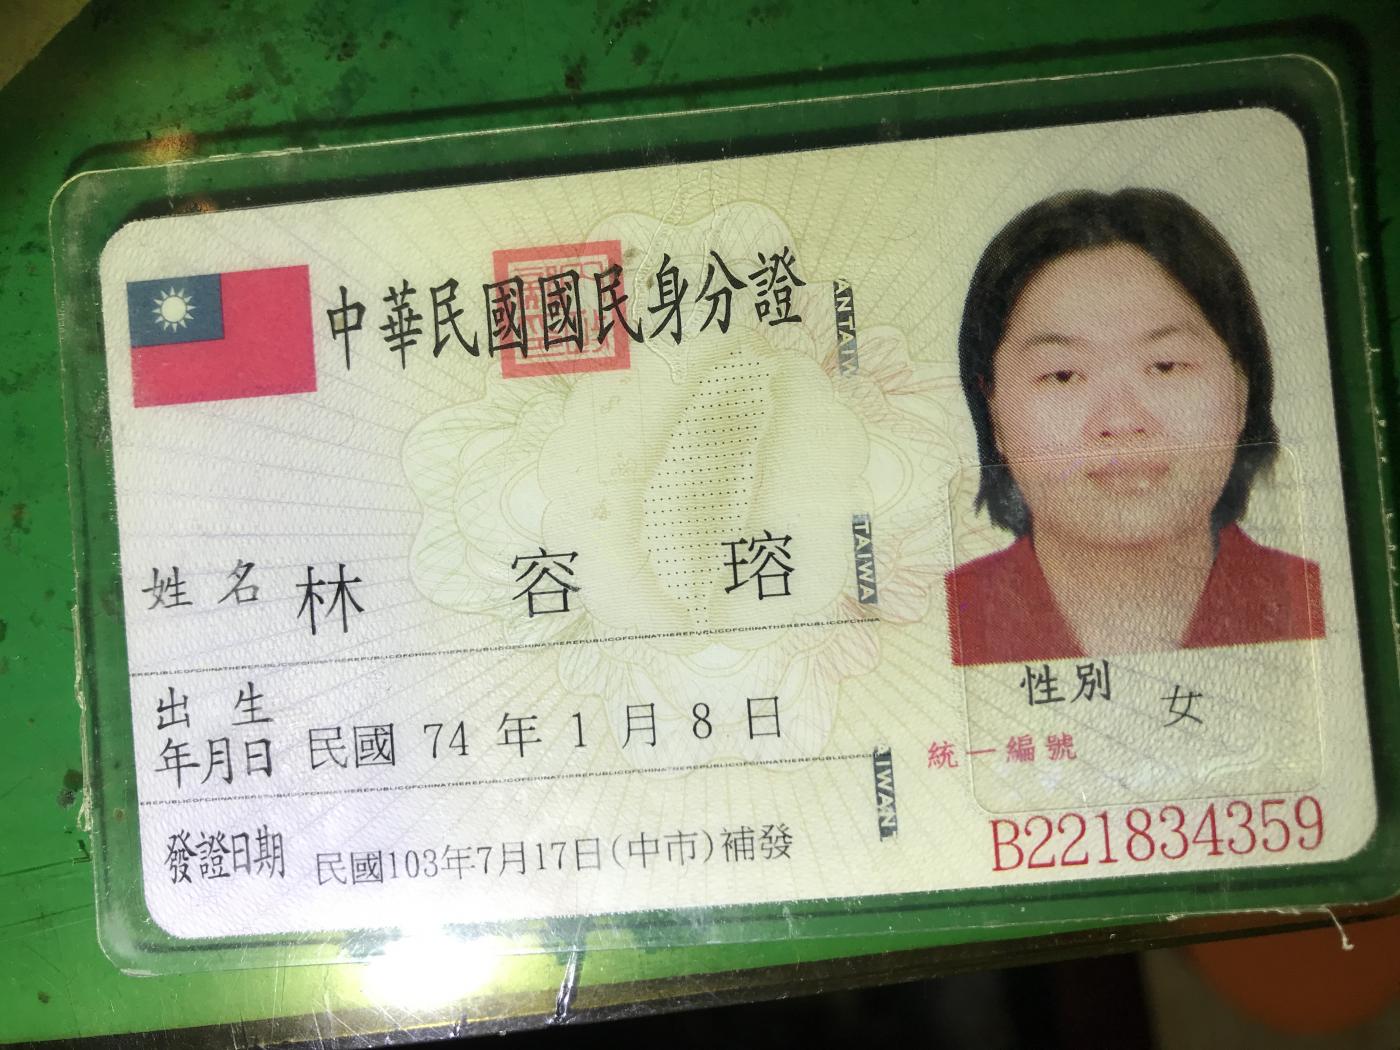 中華民國國民身分證
姓名 林容瑢
出生年月日 民國 74 年 1 月 8 日
發證日期 民國103年7月17日(中市)補發
性別 女
統一編號
B221834359